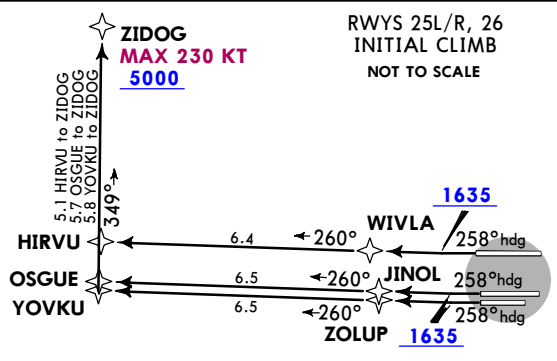 ZIDOG
MAX 230 KT
5000
RWYS 25L/R, 26
INITIAL CLIMB
NOT TO SCALE
5.1 HIRVU to ZIDOG
5.7 OSGUE to ZIDOG
5.8 YOVKU to ZIDOG
349°
1635
WIVLA
HIRVU
6.4
260°
258° hdg
OSGUE
6.5
260°
JINOL
258° hdg
YOVKU
6.5
260°
258° hdg
ZOLUP
1635